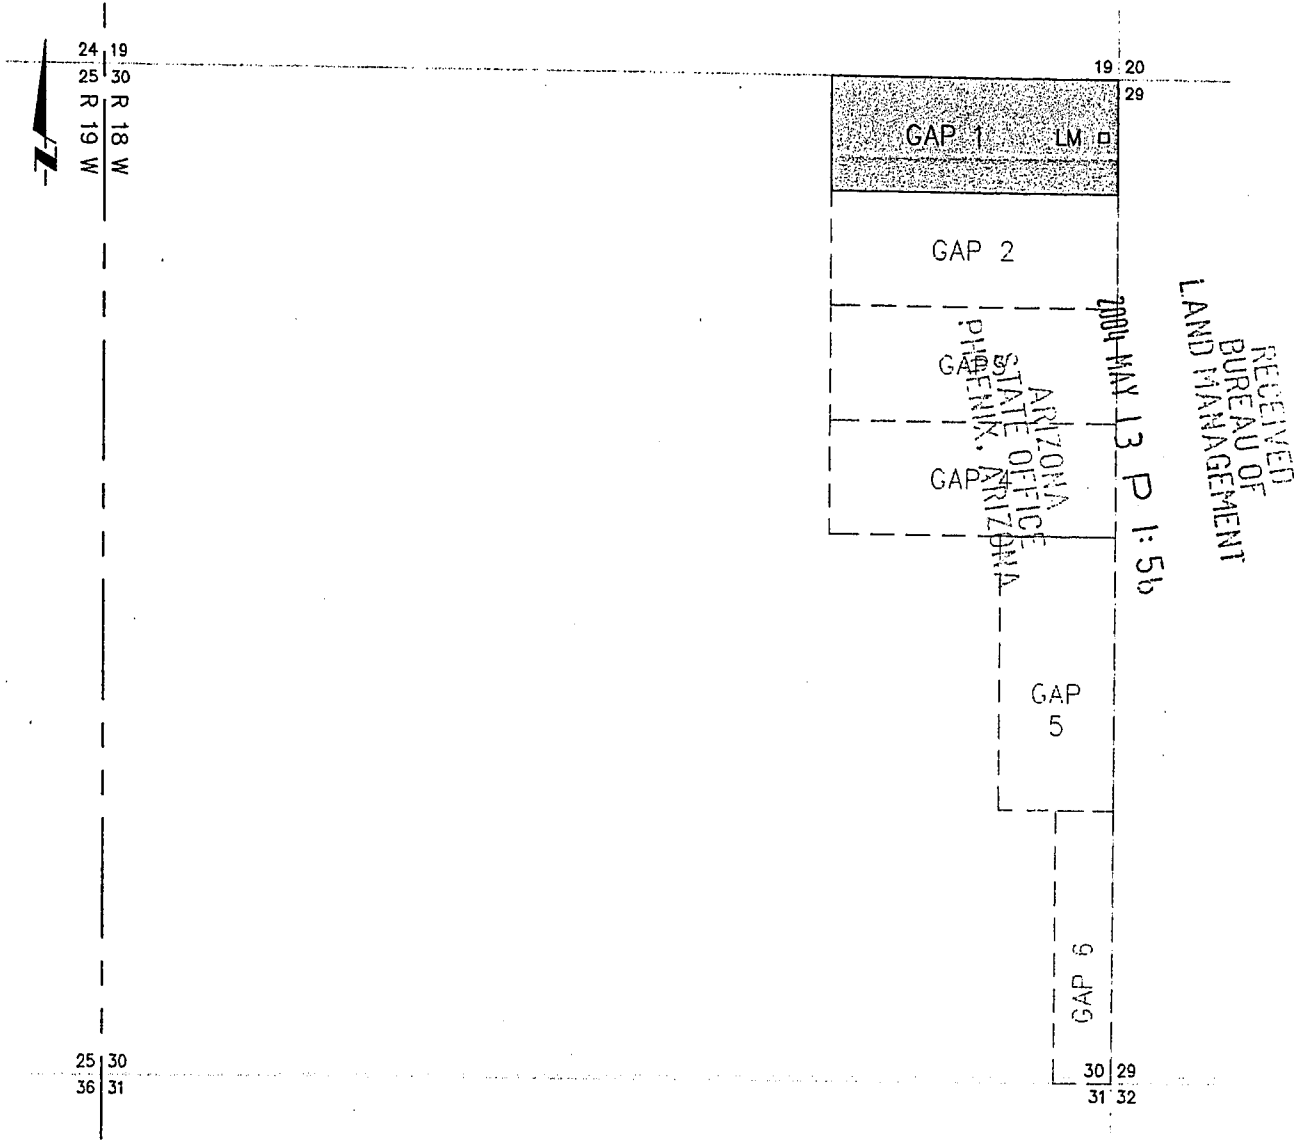 24 19
25 30
R 18 W
R 19 W
N
19 20
29
GAP 1 LM
GAP 2
GAP 3
GAP 4
GAP
5
GAP 6
25 30
36 31
30 29
31 32
RECEIVED
BUREAU OF
LAND MANAGEMENT
2004 MAY 13 P 1:56
ARIZONA
STATE OFFICE
PHOENIX, ARIZONA